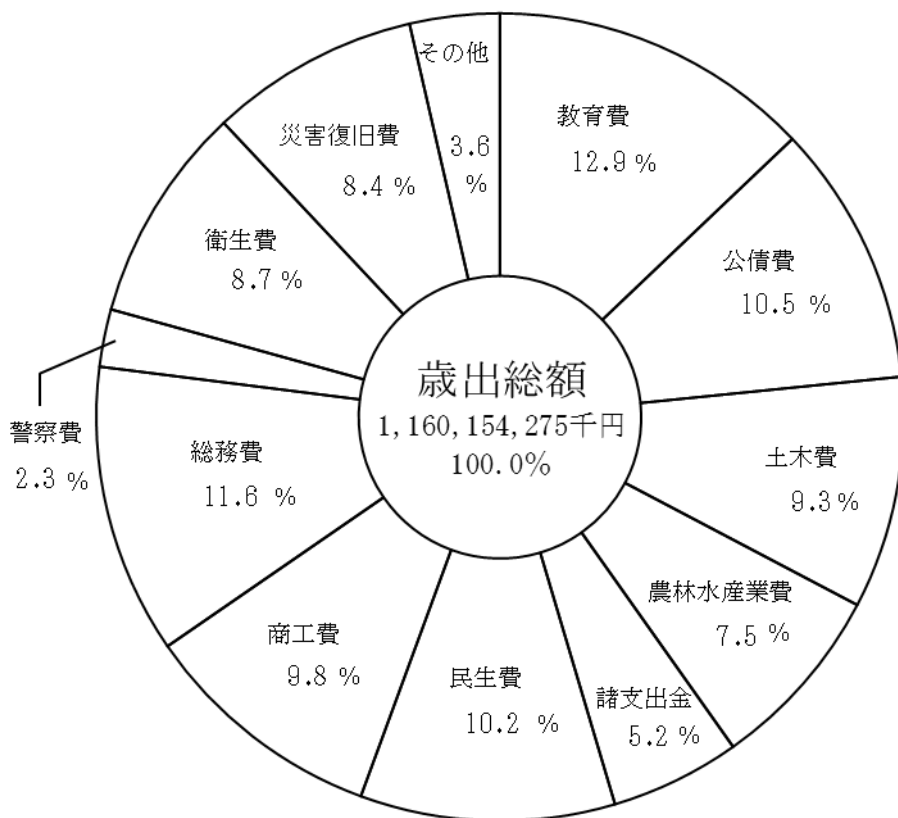 歳出総額
1,160,154,275千円
100.0%
教育費
12.9 %
公債費
10.5 %
土木費
9.3 %
農林水産業費
7.5 %
諸支出金
5.2 %
民生費
10.2 %
商工費
9.8 %
総務費
11.6 %
警察費
2.3 %
衛生費
8.7 %
災害復旧費
8.4 %
その他
3.6
%